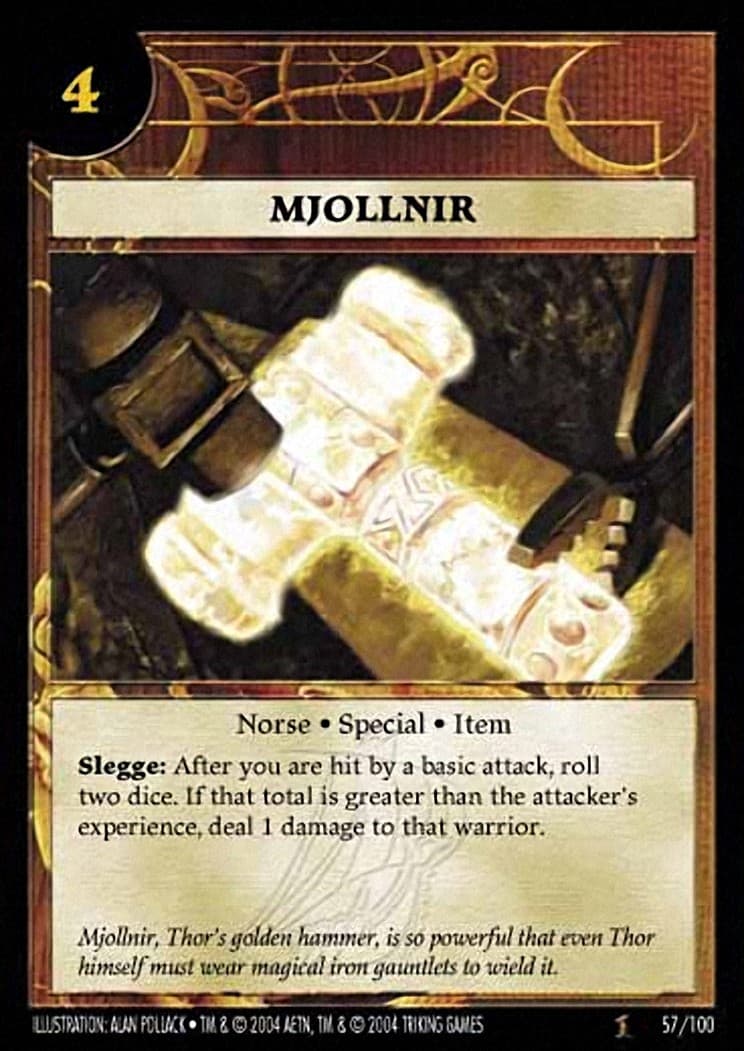 4
MJOLLNIR
Norse • Special • Item
Slegge: After you are hit by a basic attack, roll
two dice. If that total is greater than the attacker's
experience, deal 1 damage to that warrior.
Mjollnir, Thor's golden hammer, is so powerful that even Thor
himself must wear magical iron gauntlets to wield it.
ILLUSTRATION: ALAN POLLACK • TM & © 2004 AETN, TM & © 2004 TRIKING GAMES
1 57/100